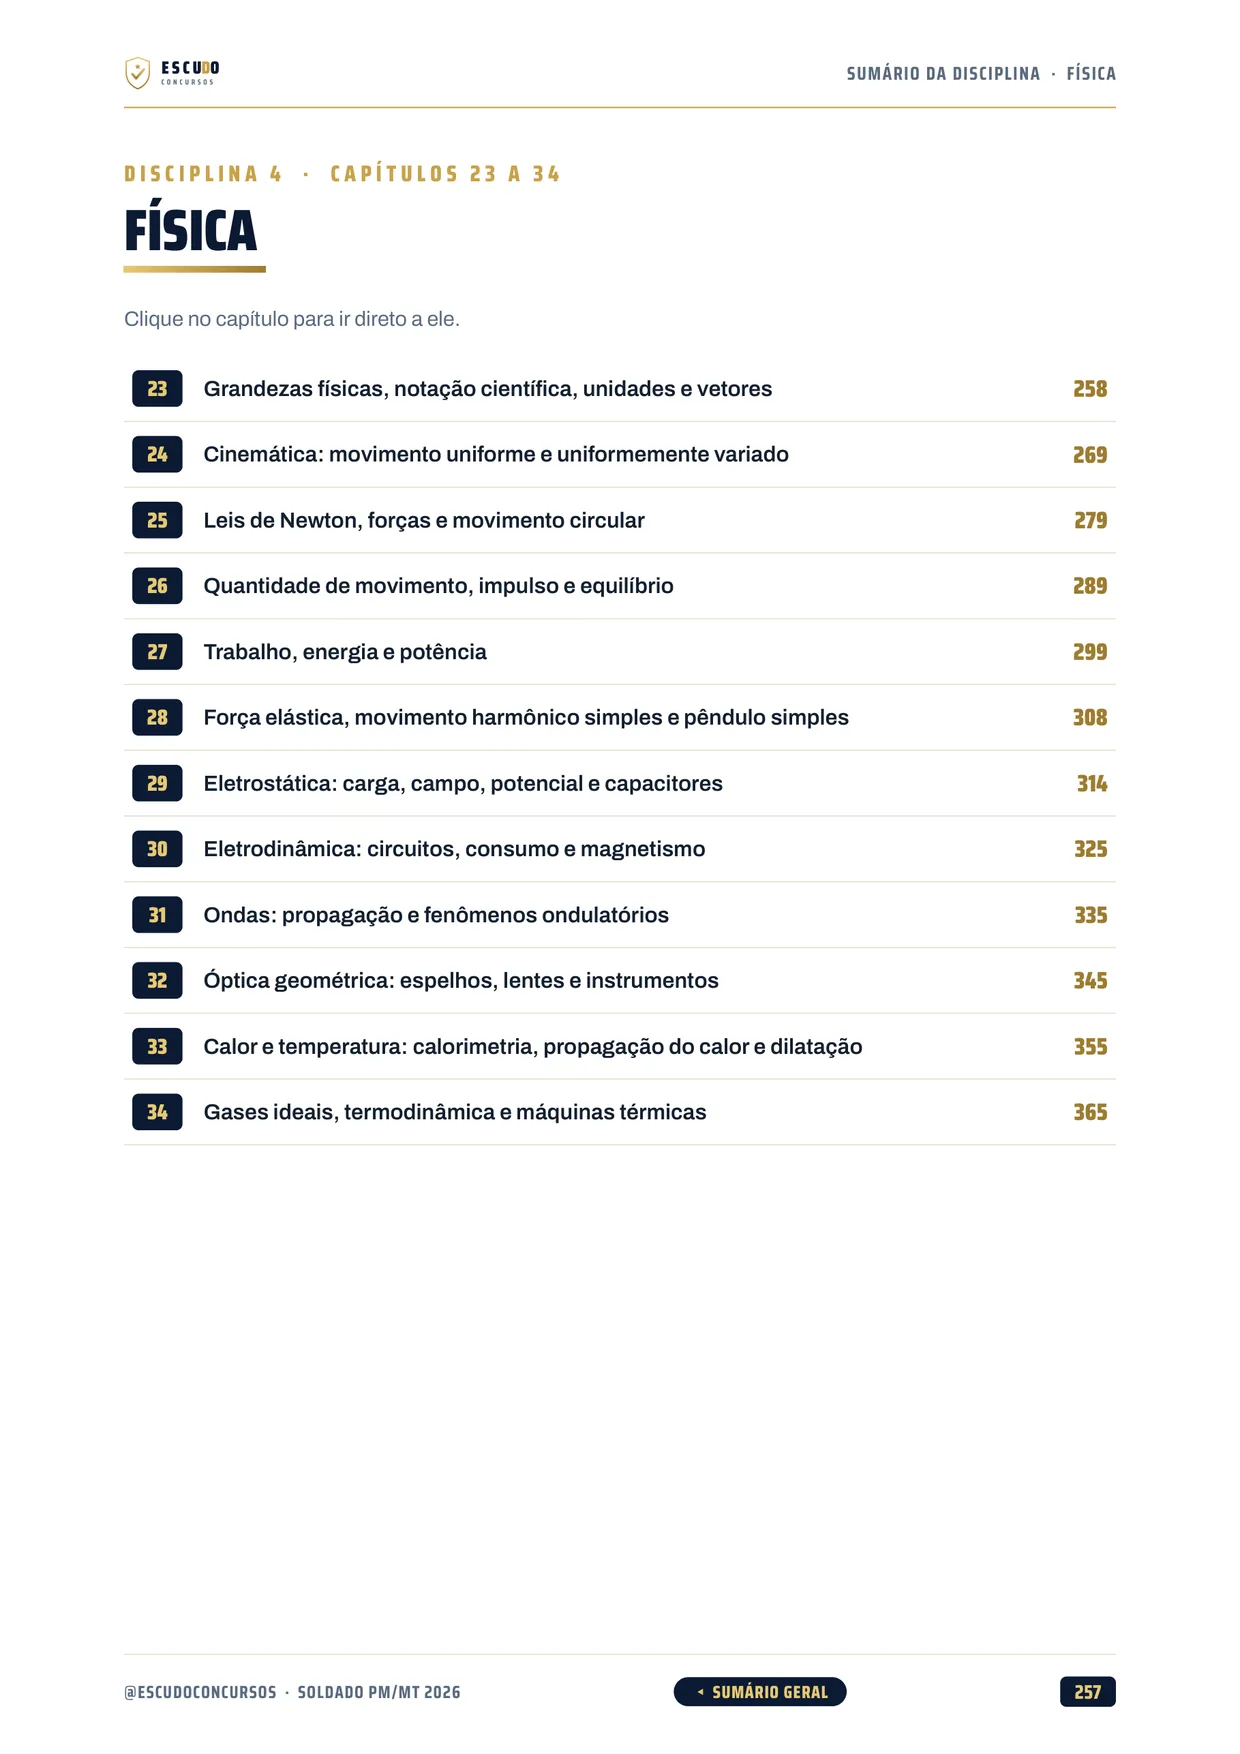 ESCUDO
CONCURSOS
SUMÁRIO DA DISCIPLINA · FÍSICA
DISCIPLINA 4 · CAPÍTULOS 23 A 34
FÍSICA
Clique no capítulo para ir direto a ele.
23 Grandezas físicas, notação científica, unidades e vetores 258
24 Cinemática: movimento uniforme e uniformemente variado 269
25 Leis de Newton, forças e movimento circular 279
26 Quantidade de movimento, impulso e equilíbrio 289
27 Trabalho, energia e potência 299
28 Força elástica, movimento harmônico simples e pêndulo simples 308
29 Eletrostática: carga, campo, potencial e capacitores 314
30 Eletrodinâmica: circuitos, consumo e magnetismo 325
31 Ondas: propagação e fenômenos ondulatórios 335
32 Óptica geométrica: espelhos, lentes e instrumentos 345
33 Calor e temperatura: calorimetria, propagação do calor e dilatação 355
34 Gases ideais, termodinâmica e máquinas térmicas 365
@ESCUDOCONCURSOS · SOLDADO PM/MT 2026
SUMÁRIO GERAL
257